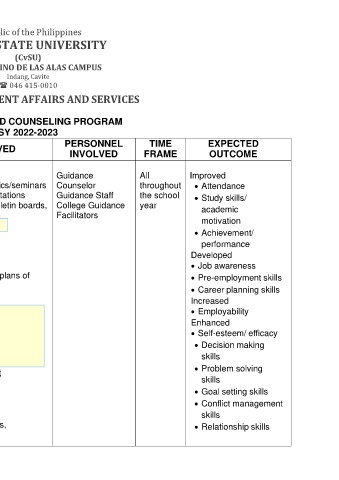 lic of the Philippines
STATE UNIVERSITY
(CvSU)
INO DE LAS ALAS CAMPUS
Indang, Cavite
☎ 046 415-0010
ENT AFFAIRS AND SERVICES
D COUNSELING PROGRAM
SY 2022-2023
VED
PERSONNEL
INVOLVED
TIME
FRAME
EXPECTED
OUTCOME
ics/seminars
tations
letin boards,
plans of
s.
Guidance
Counselor
Guidance Staff
College Guidance
Facilitators
All
throughout
the school
year
Improved
• Attendance
• Study skills/
academic
motivation
• Achievement/
performance
Developed
• Job awareness
• Pre-employment skills
• Career planning skills
Increased
• Employability
Enhanced
• Self-esteem/ efficacy
• Decision making
skills
• Problem solving
skills
• Goal setting skills
• Conflict management
skills
• Relationship skills